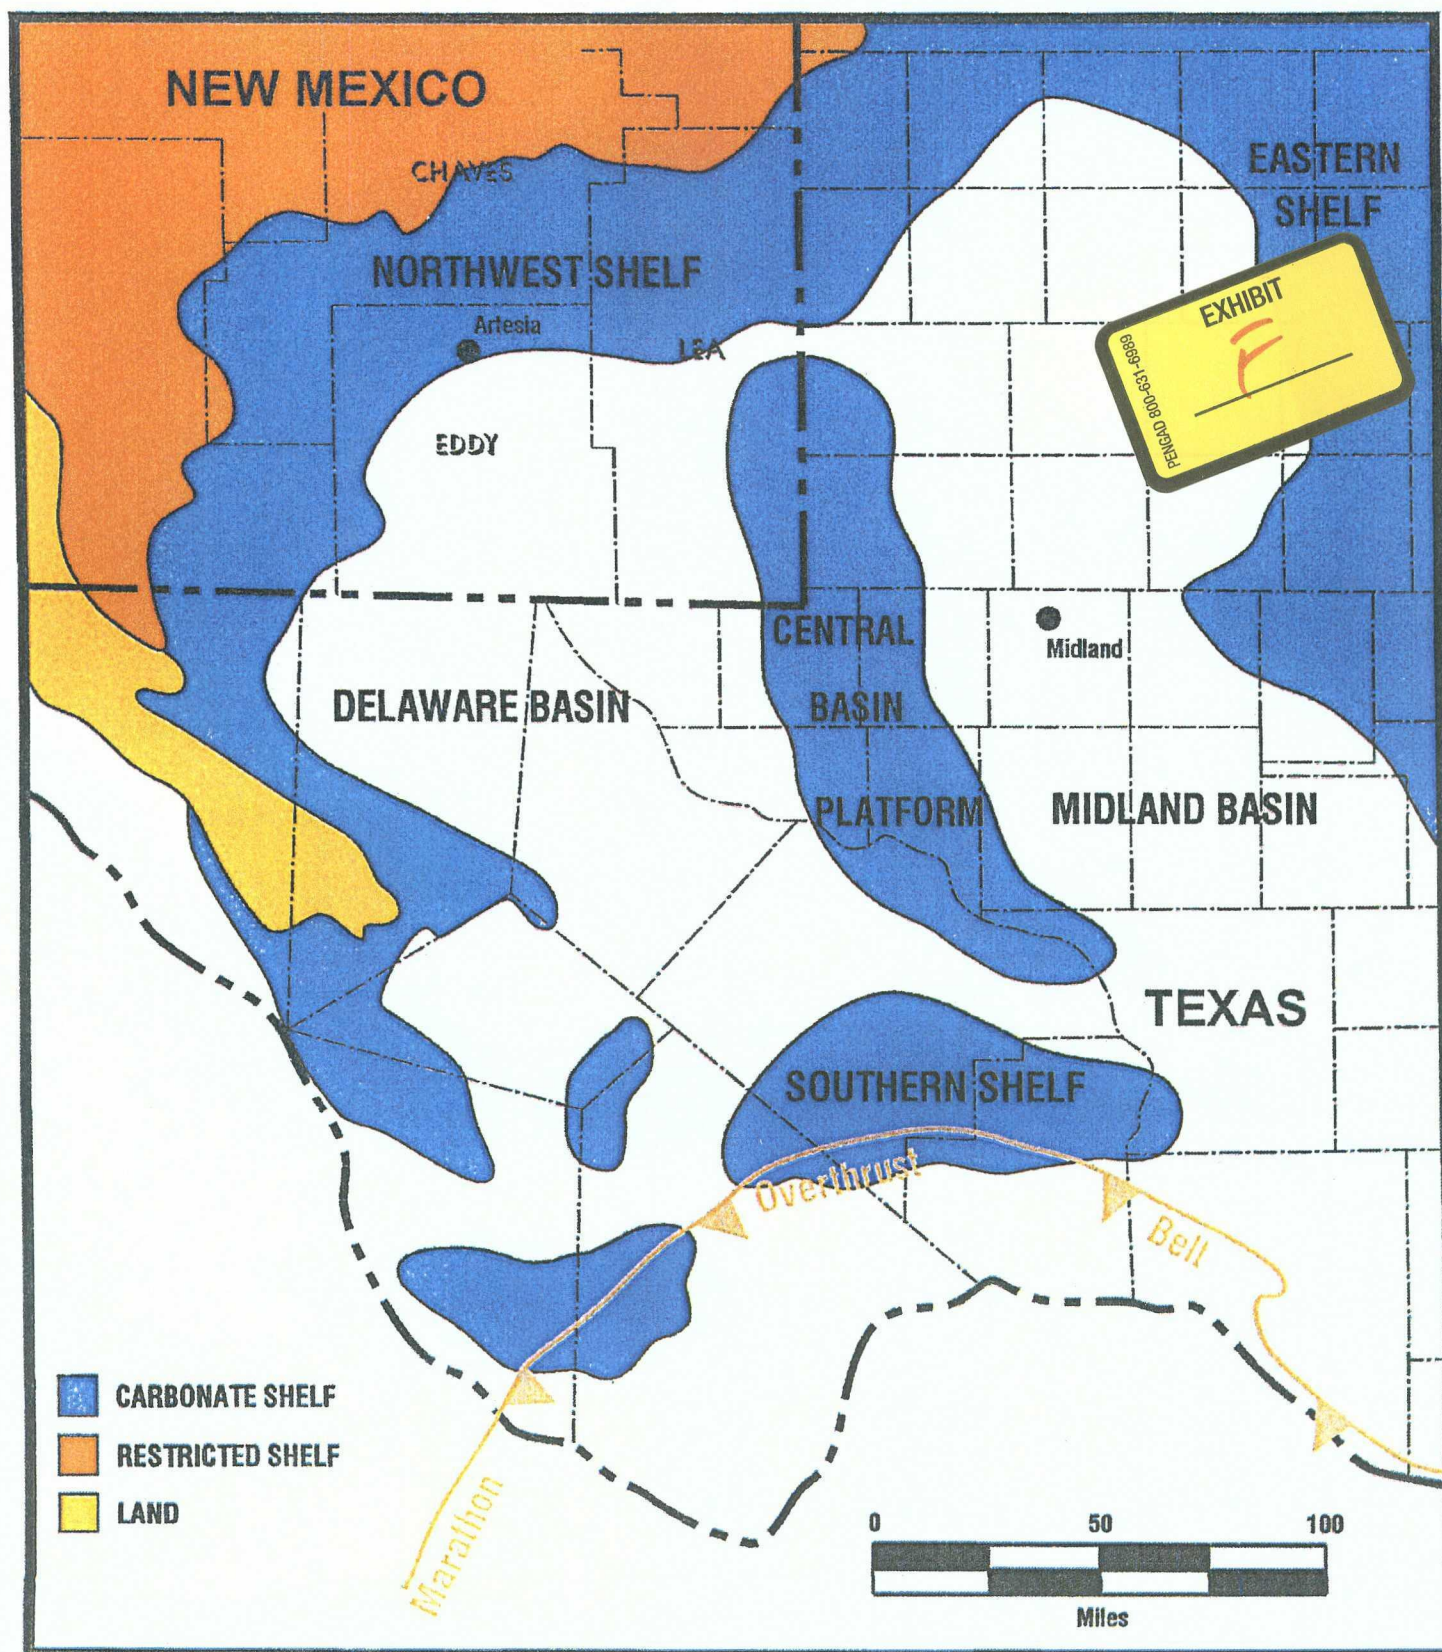 NEW MEXICO
CHAVES
EASTERN
SHELF
NORTHWEST SHELF
Artesia
LEA
EXHIBIT
PENGAD 800-631-6989
EDDY
CENTRAL
Midland
DELAWARE BASIN
BASIN
PLATFORM
MIDLAND BASIN
TEXAS
SOUTHERN SHELF
Overthrust
Belt
CARBONATE SHELF
RESTRICTED SHELF
LAND
Marathon
0 50 100
Miles